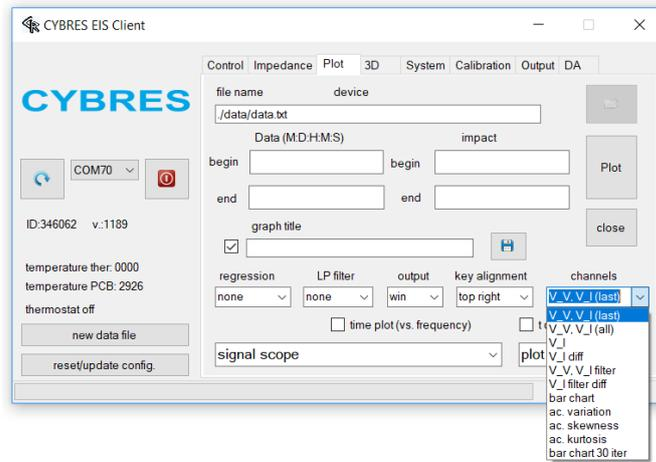 CYBRES EIS Client
Control Impedance Plot 3D System Calibration Output DA
CYBRES
file name device
./data/data.txt
Data (M:D:H:M:S) impact
begin begin
Plot
end end
COM70
ID:346062 v.:1189
graph title
close
temperature ther: 0000
temperature PCB: 2926
thermostat off
regression LP filter output key alignment channels
none none win top right V_V, V_I (last)
new data file
reset/update config.
time plot (vs. frequency)
signal scope plot
V_V, V_I (last)
V_V, V_I (all)
V_I
V_I diff
V_V, V_I filter
V_I filter diff
bar chart
ac. variation
ac. skewness
ac. kurtosis
bar chart 30 iter